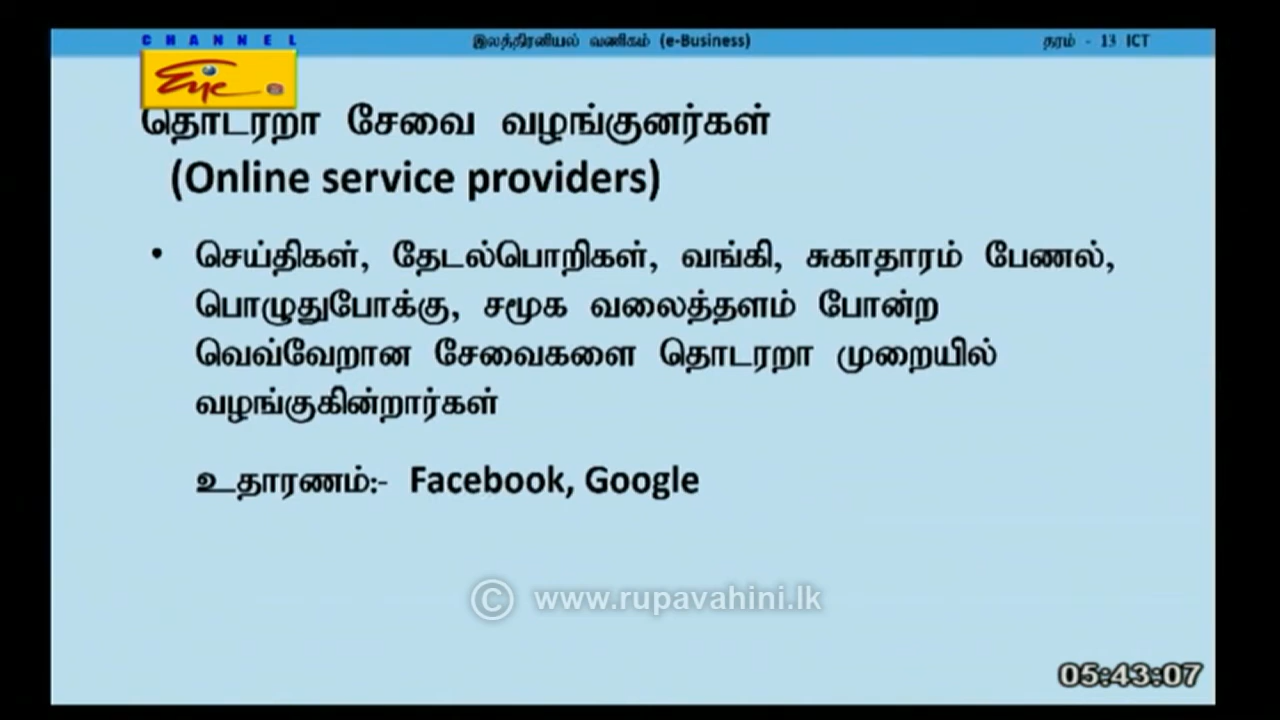 CHANNEL
Eye
இலத்திரனியல் வணிகம் (e-Business)
தரம் - 13 ICT
தொடரறா சேவை வழங்குனர்கள்
(Online service providers)
• செய்திகள், தேடல்பொறிகள், வங்கி, சுகாதாரம் பேணல்,
பொழுதுபோக்கு, சமூக வலைத்தளம் போன்ற
வெவ்வேறான சேவைகளை தொடரறா முறையில்
வழங்குகின்றார்கள்
உதாரணம்:- Facebook, Google
© www.rupavahini.lk
05:43:07